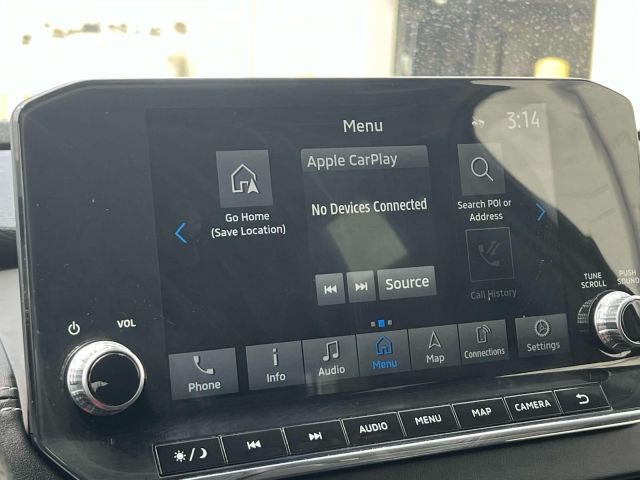 Menu
3:14
Apple CarPlay
Go Home
(Save Location)
No Devices Connected
Search POI or
Address
Source
Call History
TUNE
SCROLL
PUSH
SOUND
VOL
Phone
Info
Audio
Menu
Map
Connections
Settings
AUDIO
MENU
MAP
CAMERA